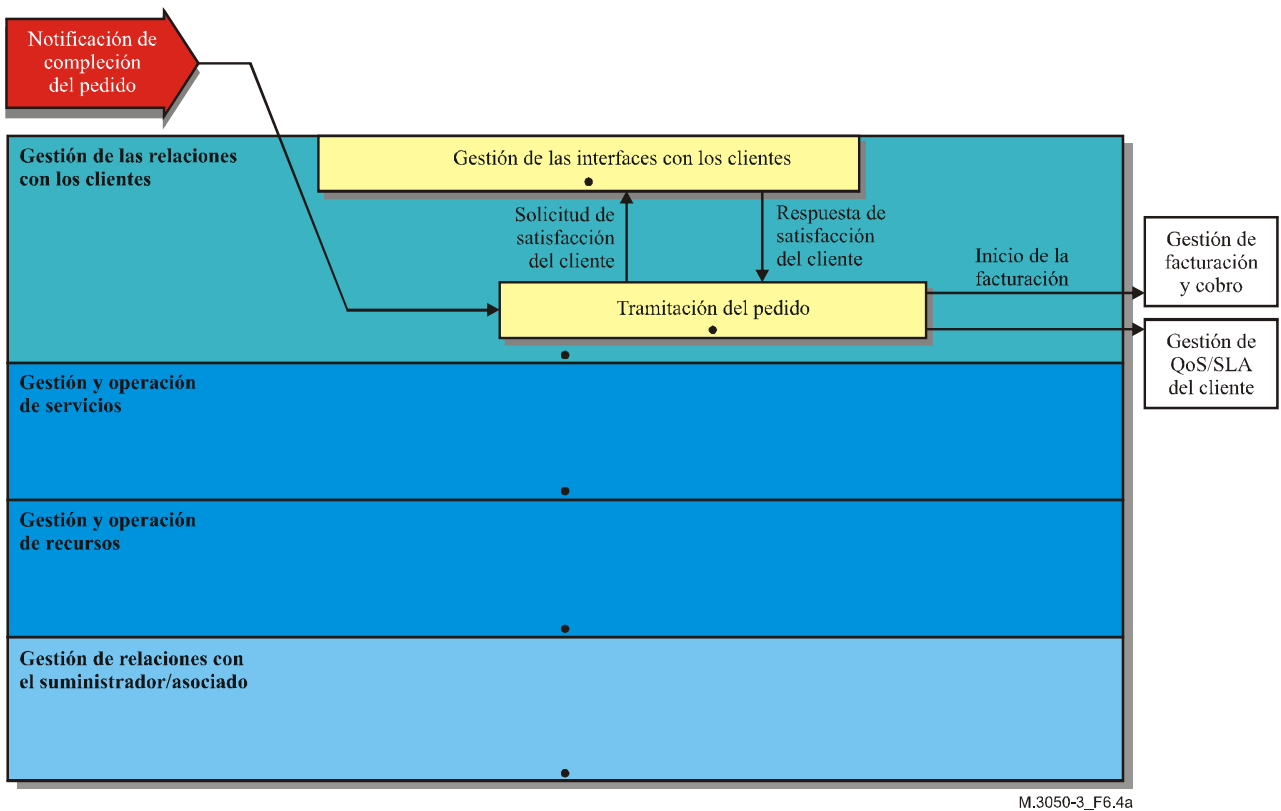 Notificación de
compleción
del pedido
Gestión de las relaciones
con los clientes
Gestión de las interfaces con los clientes
Solicitud de
satisfacción
del cliente
Respuesta de
satisfacción
del cliente
Inicio de la
facturación
Gestión de
facturación
y cobro
Tramitación del pedido
Gestión de
QoS/SLA
del cliente
Gestión y operación
de servicios
Gestión y operación
de recursos
Gestión de relaciones con
el suministrador/asociado
M.3050-3_F6.4a